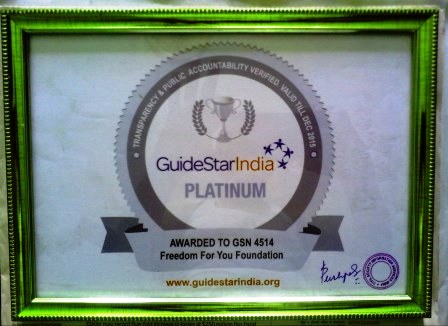 • TRANSPARENCY & PUBLIC ACCOUNTABILITY VERIFIED. VALID TILL DEC 2015 •
GuideStarIndia
PLATINUM
AWARDED TO GSN 4514
Freedom For You Foundation
www.guidestarindia.org